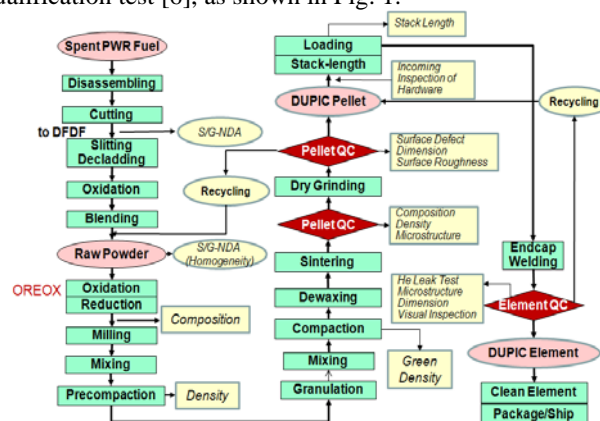 alification test [6], as shown in Fig. 1.
Spent PWR Fuel
Disassembling
Cutting
to DFDF
S/G-NDA
Slitting
Decladding
Oxidation
Recycling
Blending
Raw Powder
S/G-NDA
(Homogeneity)
OREOX
Oxidation
Reduction
Composition
Milling
Mixing
Precompaction
Density
Stack Length
Loading
Stack-length
Incoming
Inspection of
Hardware
DUPIC Pellet
Recycling
Surface Defect
Dimension
Surface Roughness
Pellet QC
Dry Grinding
Pellet QC
Composition
Density
Microstructure
Sintering
Dewaxing
Compaction
Green
Density
Mixing
Granulation
Endcap
Welding
He Leak Test
Microstructure
Dimension
Visual Inspection
Element QC
DUPIC Element
Clean Element
Package/Ship